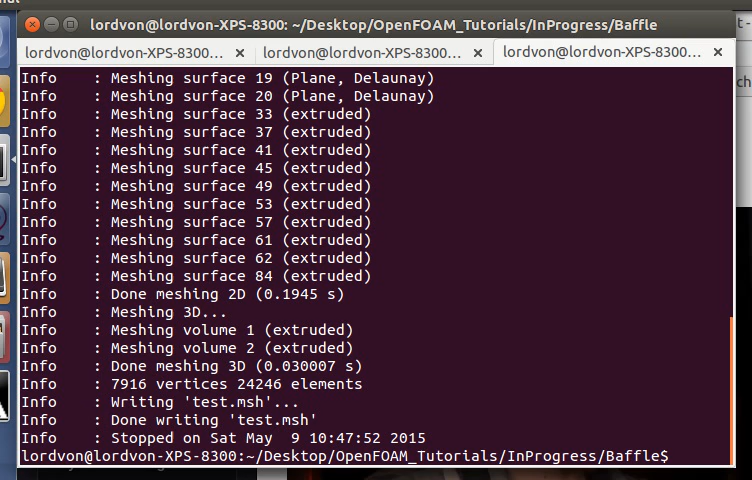 lordvon@lordvon-XPS-8300: ~/Desktop/OpenFOAM_Tutorials/InProgress/Baffle
lordvon@lordvon-XPS-8300... × lordvon@lordvon-XPS-8300... × lordvon@lordvon-XPS-8300... ×
Info    : Meshing surface 19 (Plane, Delaunay)
Info    : Meshing surface 20 (Plane, Delaunay)
Info    : Meshing surface 33 (extruded)
Info    : Meshing surface 37 (extruded)
Info    : Meshing surface 41 (extruded)
Info    : Meshing surface 45 (extruded)
Info    : Meshing surface 49 (extruded)
Info    : Meshing surface 53 (extruded)
Info    : Meshing surface 57 (extruded)
Info    : Meshing surface 61 (extruded)
Info    : Meshing surface 62 (extruded)
Info    : Meshing surface 84 (extruded)
Info    : Done meshing 2D (0.1945 s)
Info    : Meshing 3D...
Info    : Meshing volume 1 (extruded)
Info    : Meshing volume 2 (extruded)
Info    : Done meshing 3D (0.030007 s)
Info    : 7916 vertices 24246 elements
Info    : Writing 'test.msh'...
Info    : Done writing 'test.msh'
Info    : Stopped on Sat May  9 10:47:52 2015
lordvon@lordvon-XPS-8300:~/Desktop/OpenFOAM_Tutorials/InProgress/Baffle$